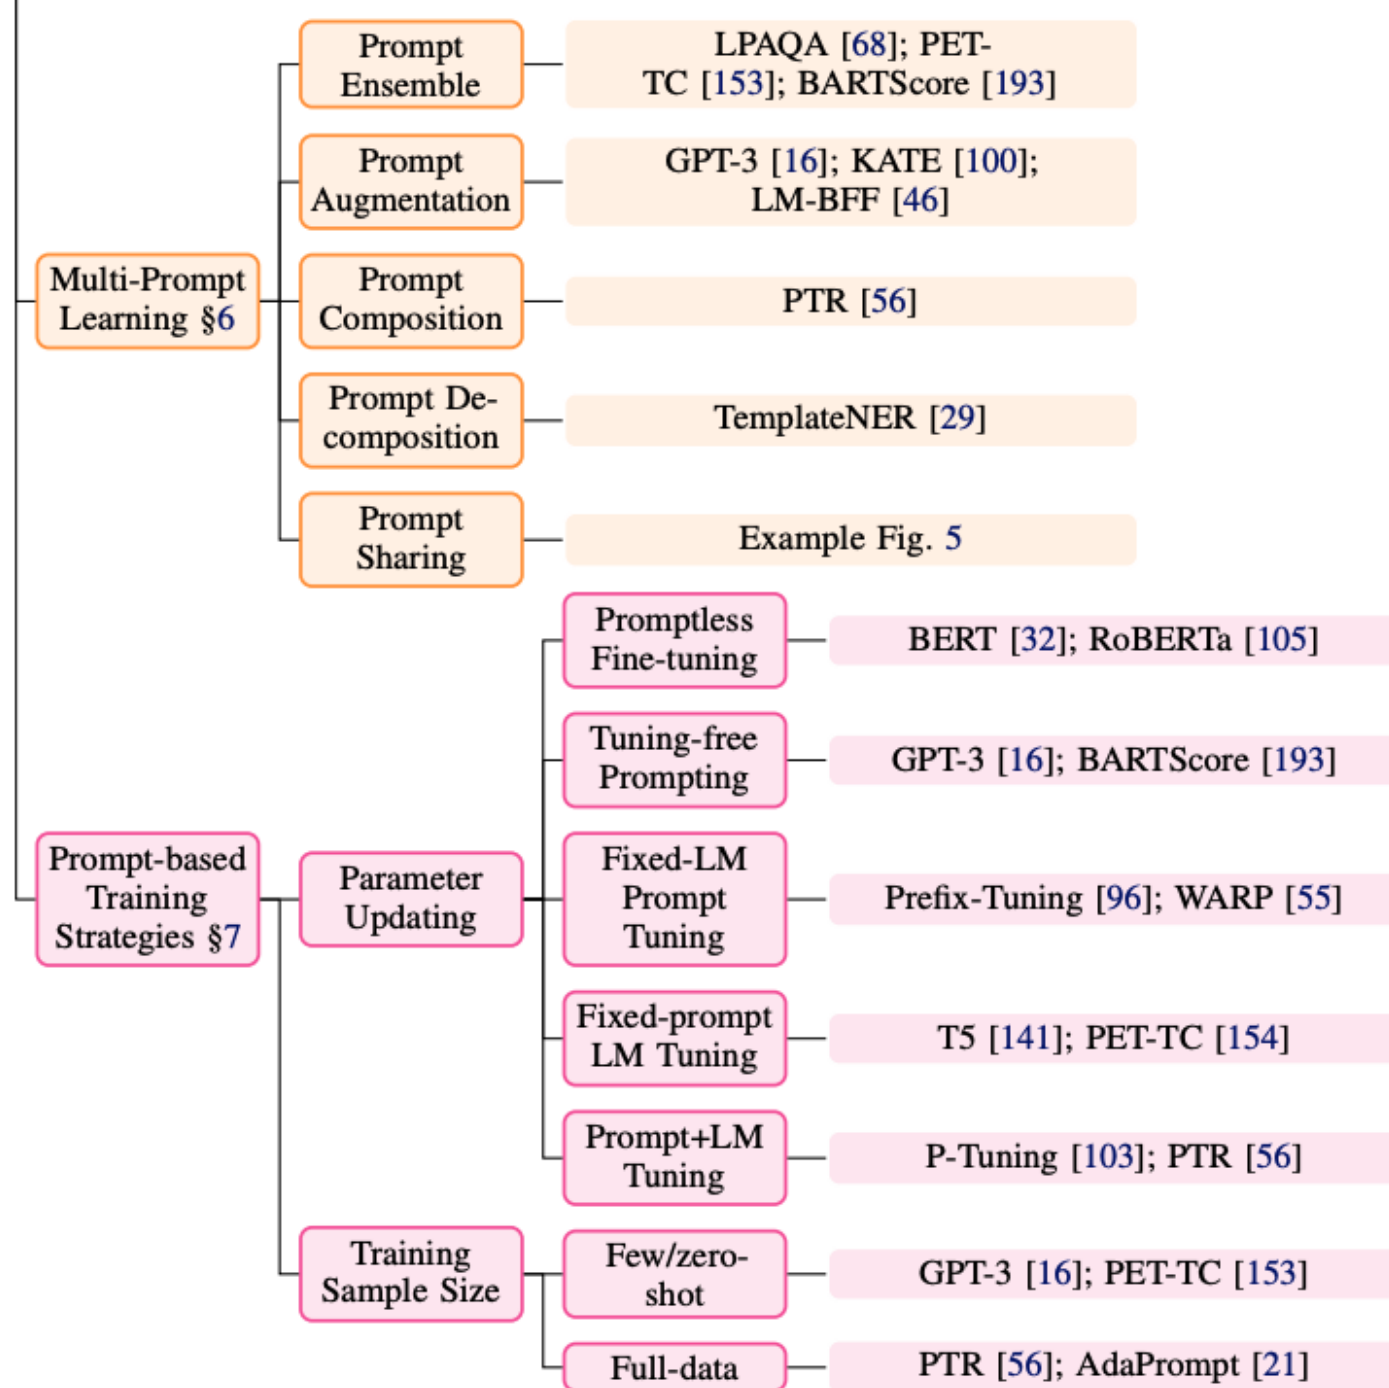 Prompt
Ensemble
LPAQA [68]; PET-
TC [153]; BARTScore [193]
Prompt
Augmentation
GPT-3 [16]; KATE [100];
LM-BFF [46]
Multi-Prompt
Learning §6
Prompt
Composition
PTR [56]
Prompt De-
composition
TemplateNER [29]
Prompt
Sharing
Example Fig. 5
Promptless
Fine-tuning
BERT [32]; RoBERTa [105]
Tuning-free
Prompting
GPT-3 [16]; BARTScore [193]
Prompt-based
Training
Strategies §7
Parameter
Updating
Fixed-LM
Prompt
Tuning
Prefix-Tuning [96]; WARP [55]
Fixed-prompt
LM Tuning
T5 [141]; PET-TC [154]
Prompt+LM
Tuning
P-Tuning [103]; PTR [56]
Training
Sample Size
Few/zero-
shot
GPT-3 [16]; PET-TC [153]
Full-data
PTR [56]; AdaPrompt [21]